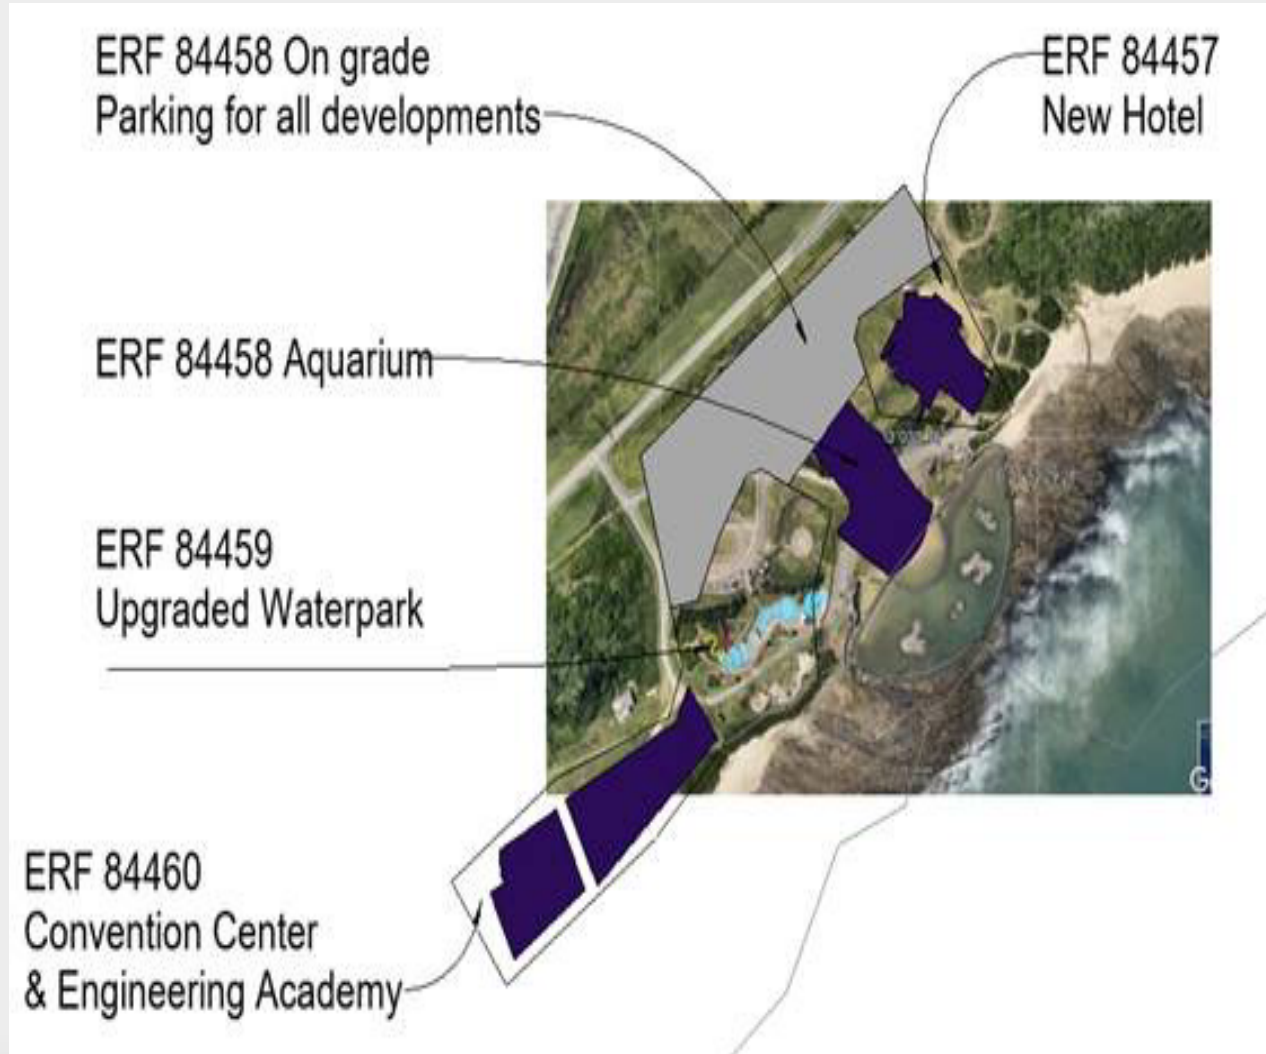 ERF 84458 On grade
Parking for all developments
ERF 84457
New Hotel
ERF 84458 Aquarium
ERF 84459
Upgraded Waterpark
ERF 84460
Convention Center
& Engineering Academy
G